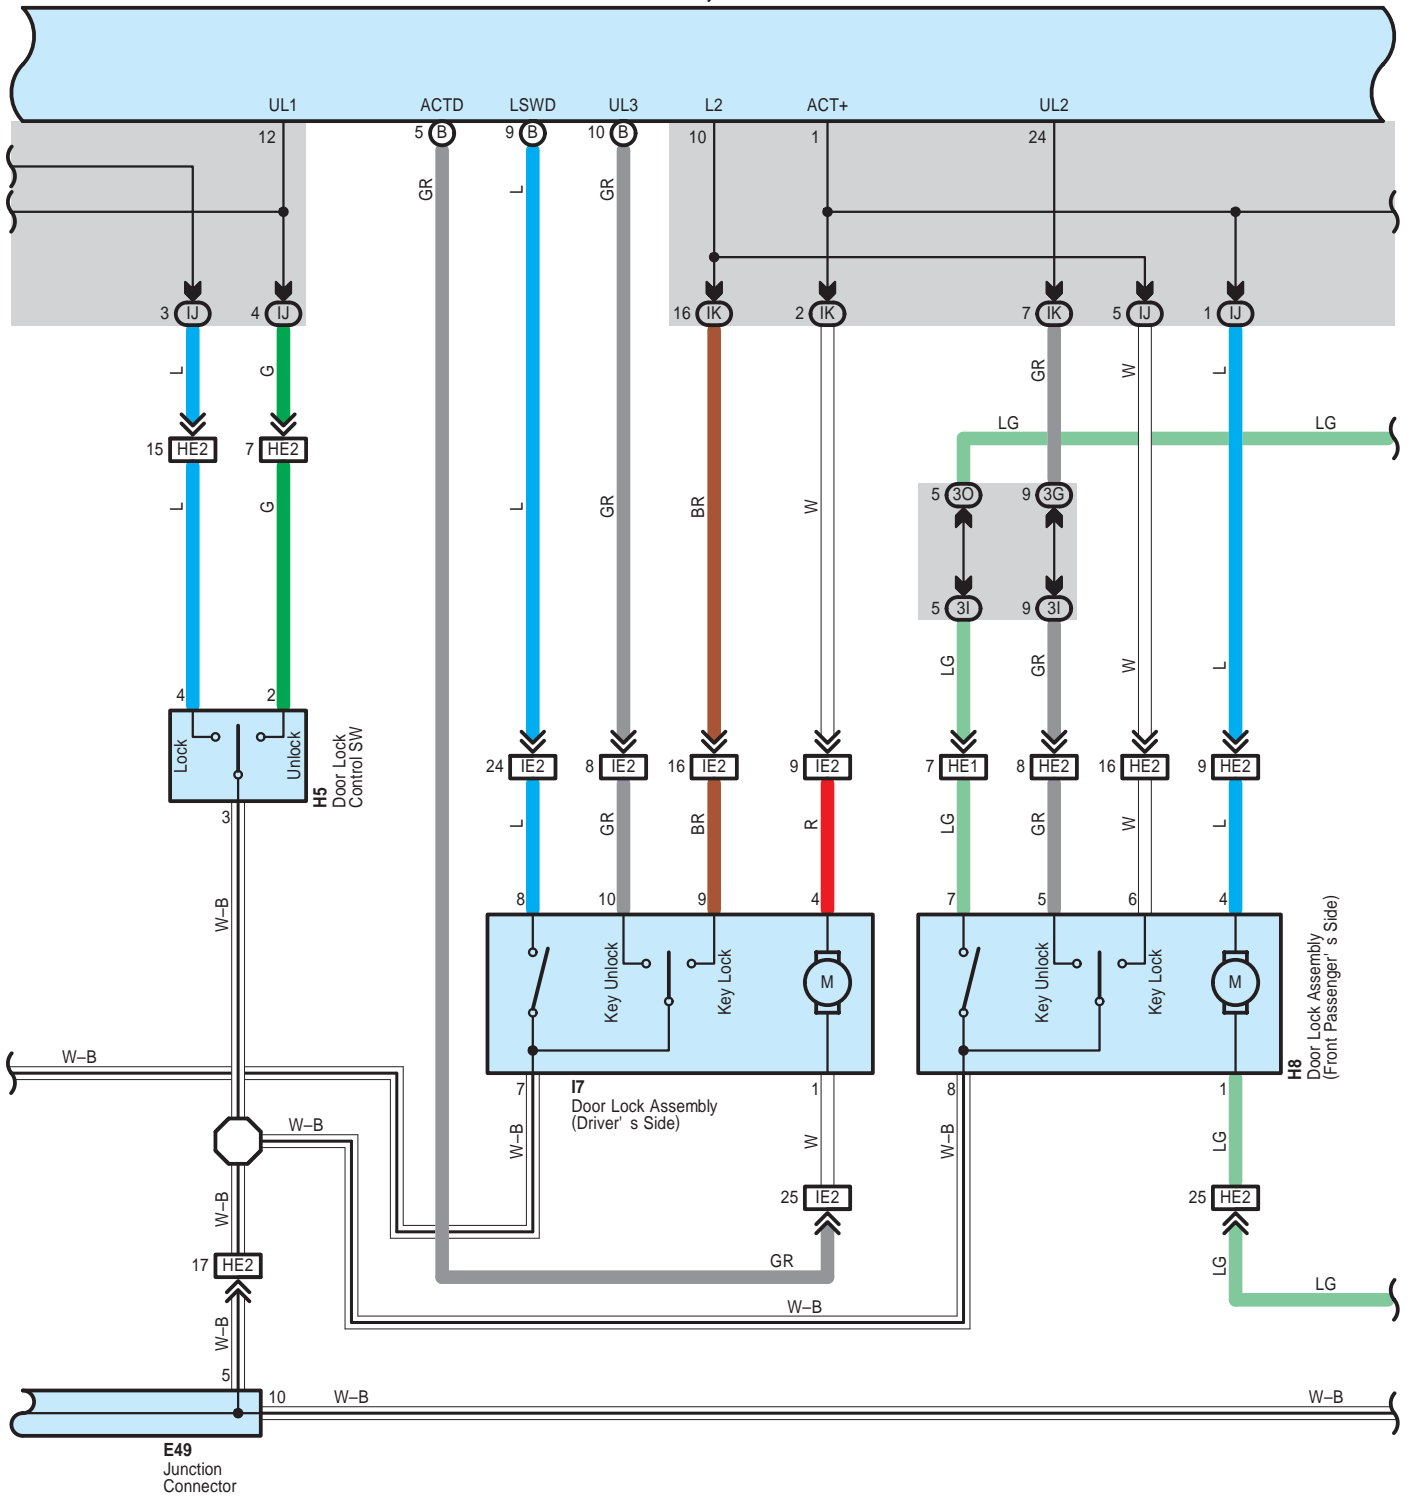 UL1 ACTD LSWD UL3 L2 ACT+ UL2
12 5 B 9 B 10 B 10 1 24
GR L GR
3 IJ 4 IJ 16 IK 2 IK 7 IK 5 IJ 1 IJ
L G GR W L
LG LG
15 HE2 7 HE2
L G L GR BR W
5 3O 9 3G
5 3I 9 3I
LG GR W L
4 2
Lock Unlock
H5
Door Lock
Control SW
3
24 IE2 8 IE2 16 IE2 9 IE2 7 HE1 8 HE2 16 HE2 9 HE2
L GR BR R LG GR W L
8 10 9 4 7 5 6 4
W–B
Key Unlock Key Lock M Key Unlock Key Lock M
H8
Door Lock Assembly
(Front Passenger' s Side)
W–B
7 1 8 1
I7
Door Lock Assembly
(Driver' s Side)
W–B
W–B W W–B LG
W–B
25 IE2 25 HE2
17 HE2
GR LG LG
W–B
W–B
5
10 W–B W–B
E49
Junction
Connector